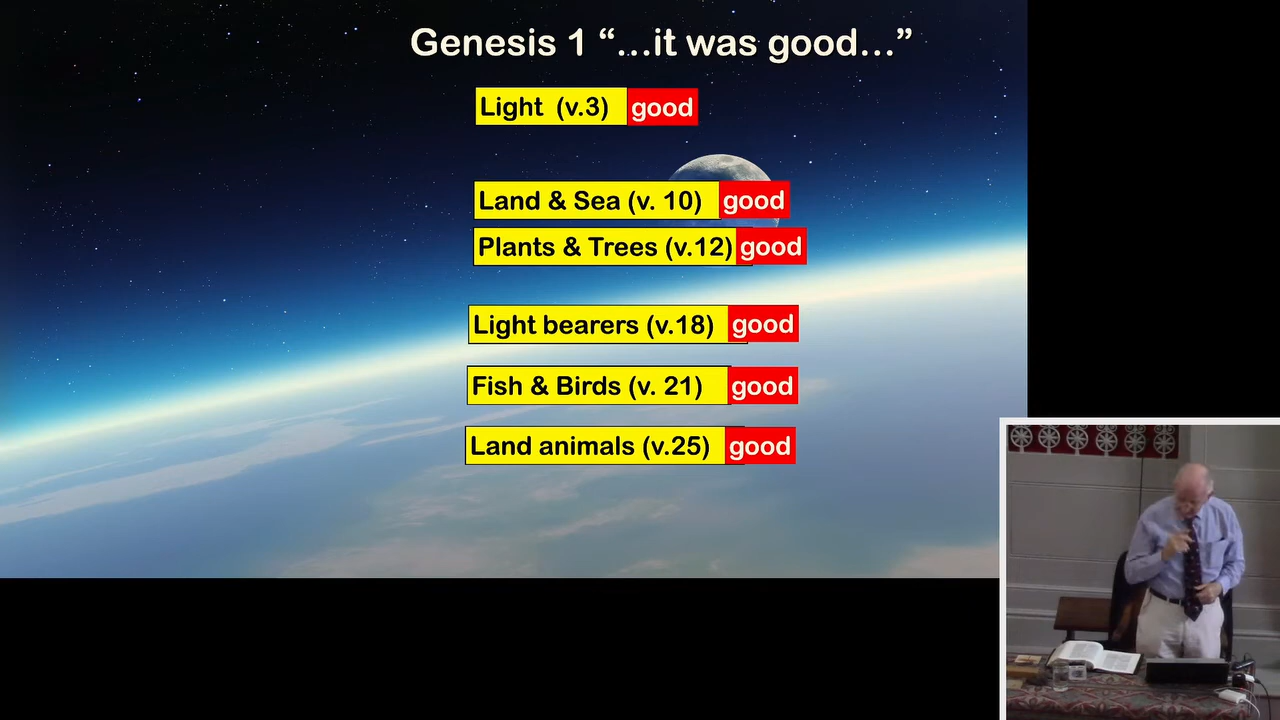 Genesis 1 “...it was good...”
Light (v.3) good
Land & Sea (v. 10) good
Plants & Trees (v.12) good
Light bearers (v.18) good
Fish & Birds (v. 21) good
Land animals (v.25) good